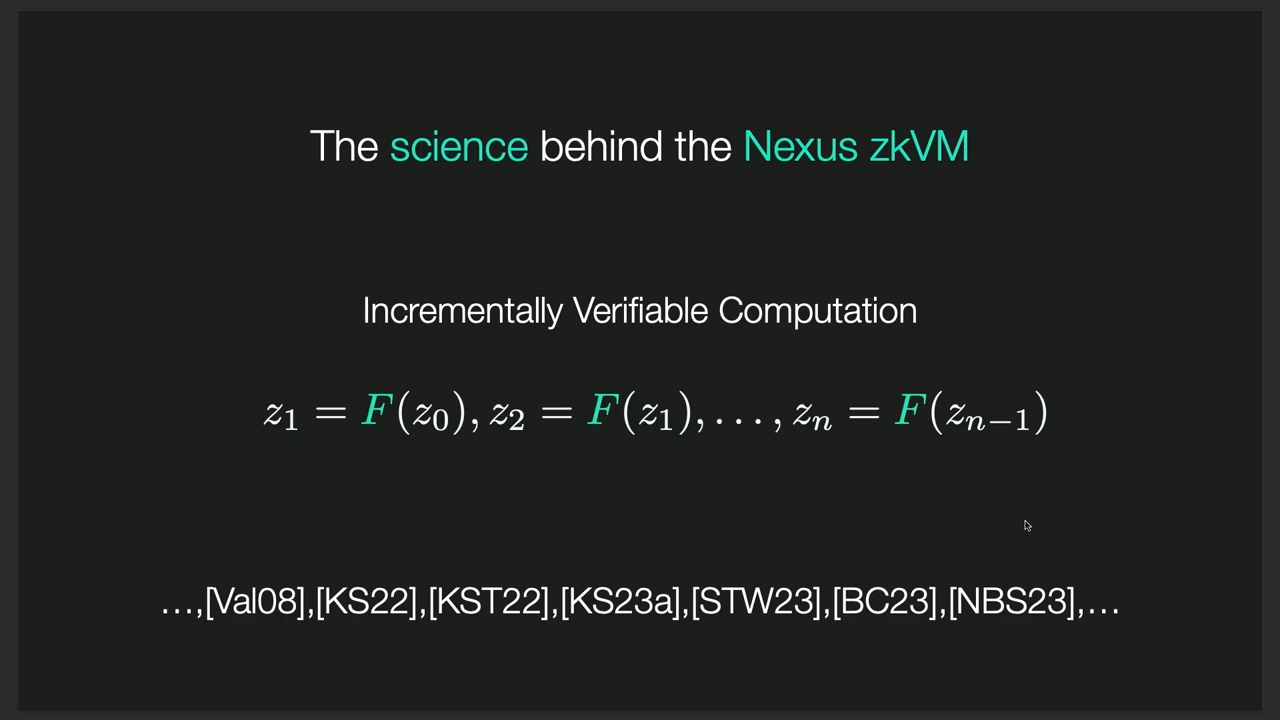 The science behind the Nexus zkVM
Incrementally Verifiable Computation
z₁ = F(z₀), z₂ = F(z₁), . . . , zₙ = F(zₙ₋₁)
…,[Val08],[KS22],[KST22],[KS23a],[STW23],[BC23],[NBS23],…